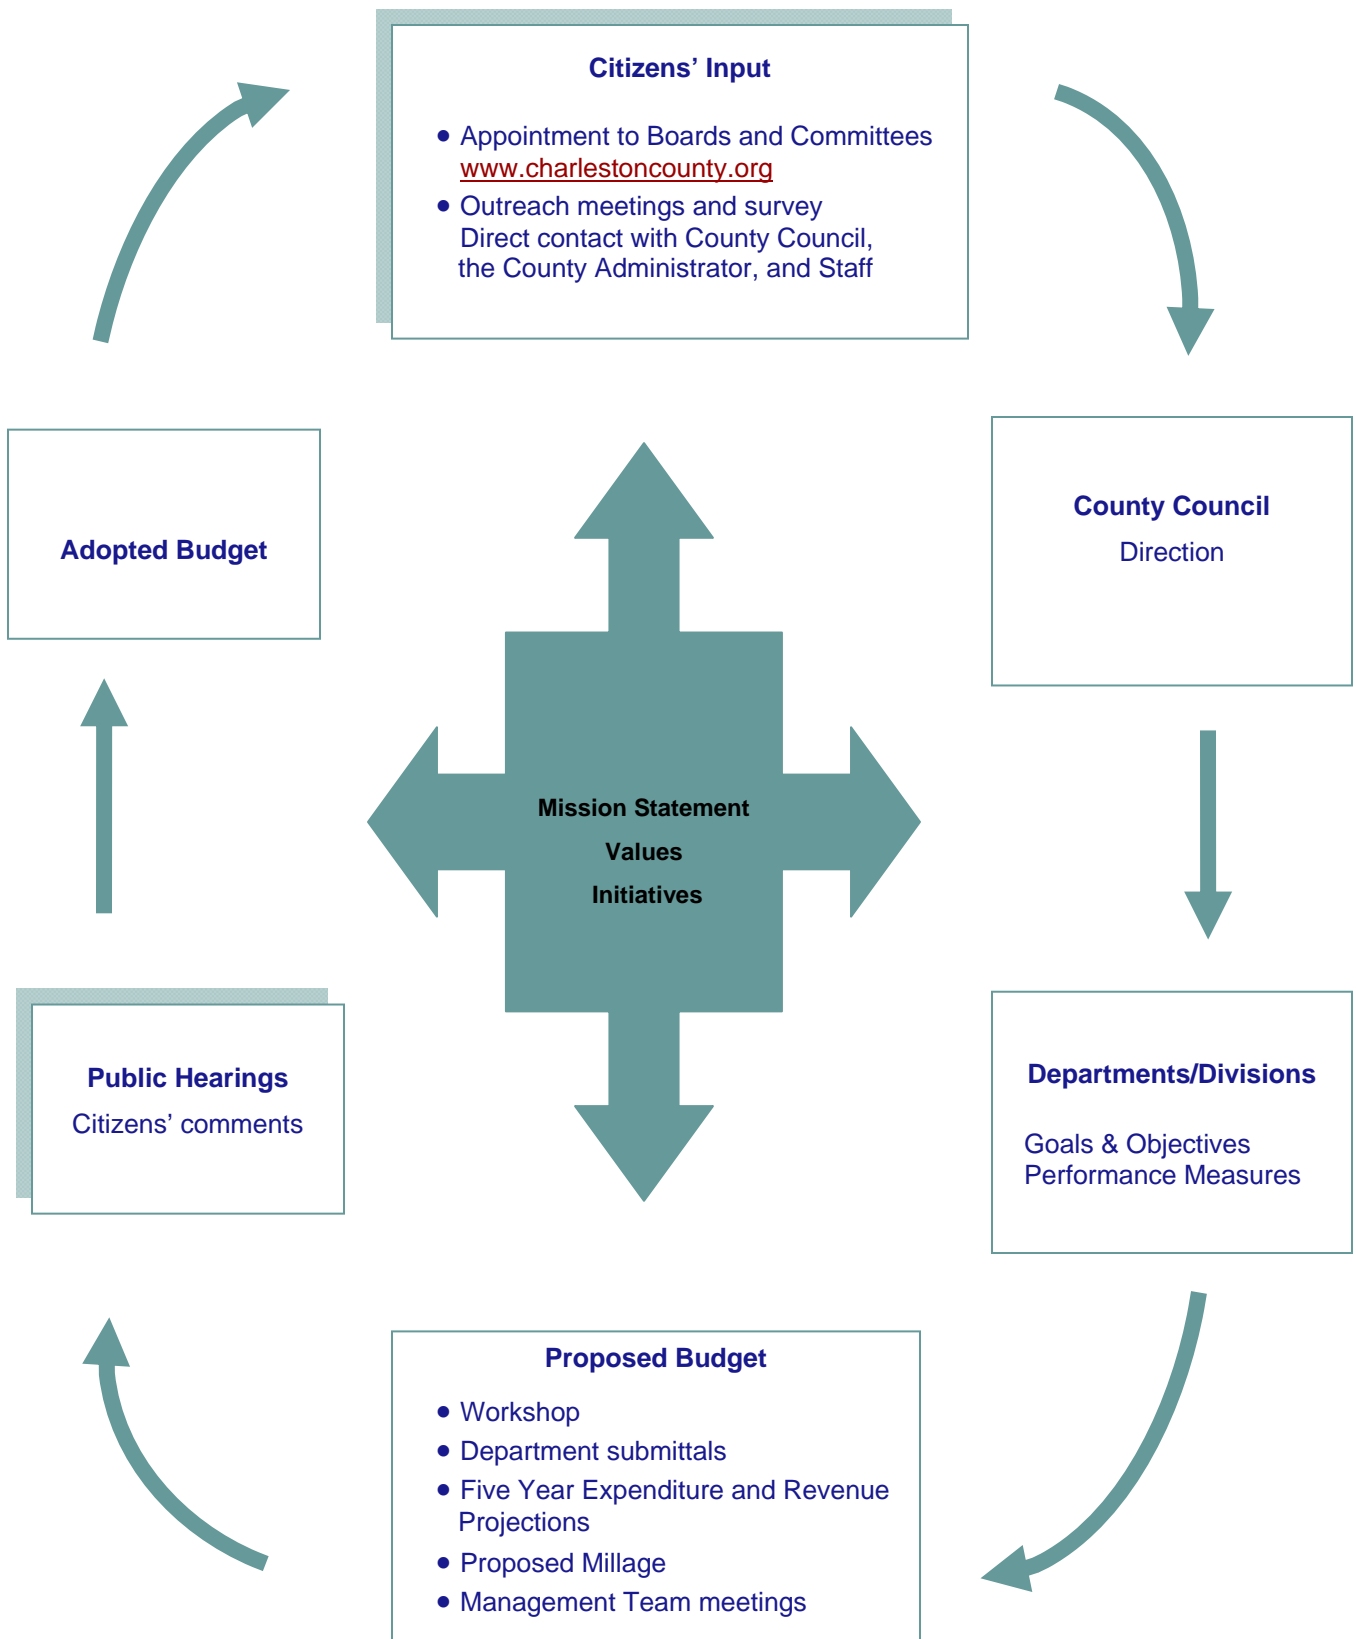 Citizens’ Input
• Appointment to Boards and Committees
www.charlestoncounty.org
• Outreach meetings and survey
Direct contact with County Council,
the County Administrator, and Staff
County Council
Direction
Departments/Divisions
Goals & Objectives
Performance Measures
Proposed Budget
• Workshop
• Department submittals
• Five Year Expenditure and Revenue
Projections
• Proposed Millage
• Management Team meetings
Public Hearings
Citizens’ comments
Adopted Budget
Mission Statement
Values
Initiatives